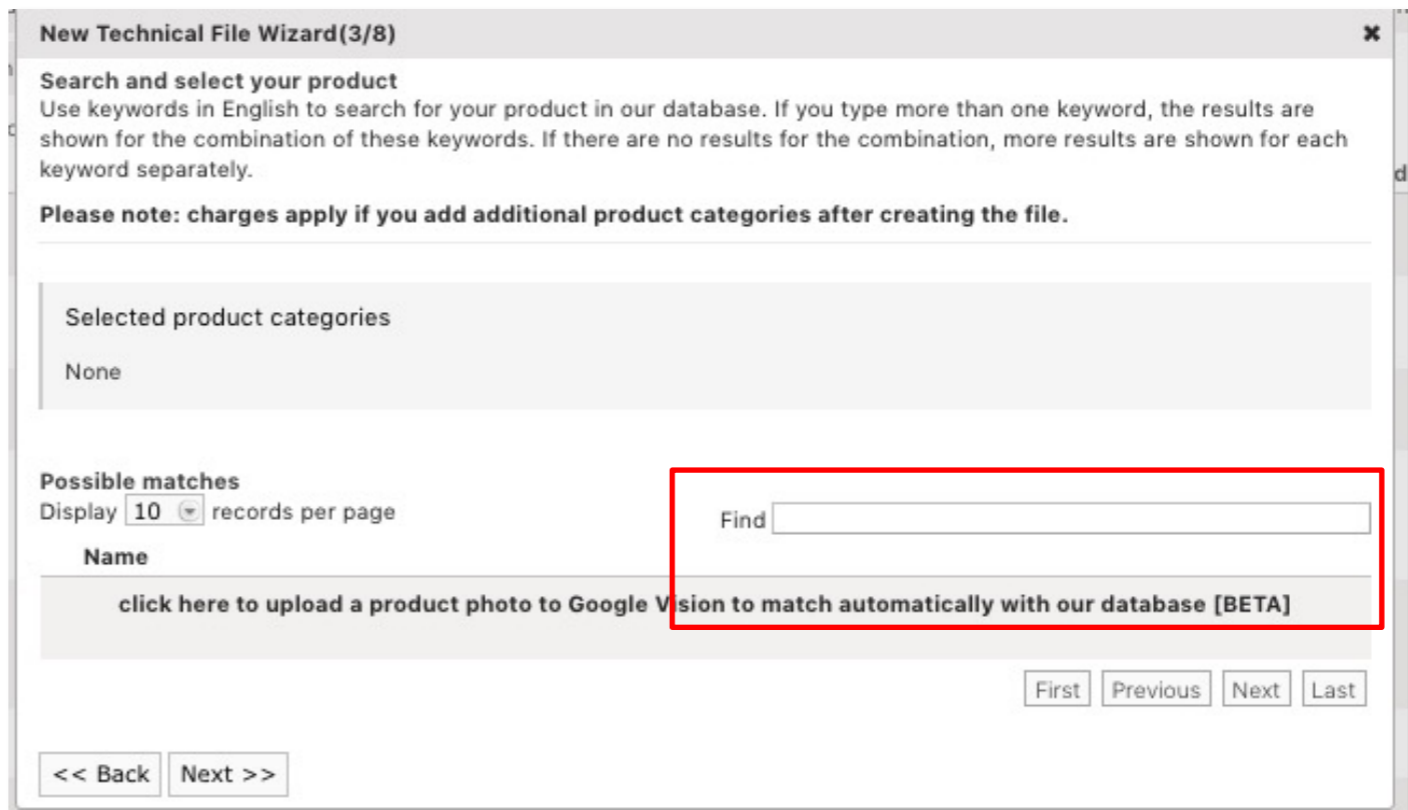 New Technical File Wizard(3/8)
Search and select your product
Use keywords in English to search for your product in our database. If you type more than one keyword, the results are
shown for the combination of these keywords. If there are no results for the combination, more results are shown for each
keyword separately.
Please note: charges apply if you add additional product categories after creating the file.
Selected product categories
None
Possible matches
Display 10 records per page
Find
Name
click here to upload a product photo to Google Vision to match automatically with our database [BETA]
First Previous Next Last
<< Back Next >>